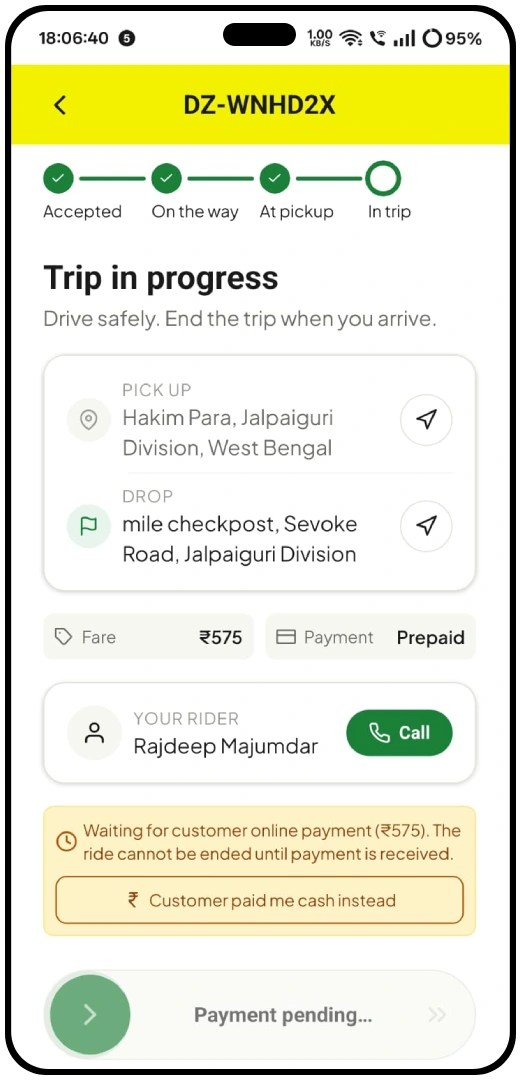 18:06:40 5 1.00 KB/S 95%
DZ-WNHD2X
Accepted On the way At pickup In trip
Trip in progress
Drive safely. End the trip when you arrive.
PICK UP
Hakim Para, Jalpaiguri
Division, West Bengal
DROP
mile checkpost, Sevoke
Road, Jalpaiguri Division
Fare ₹575 Payment Prepaid
YOUR RIDER
Rajdeep Majumdar
Call
Waiting for customer online payment (₹575). The
ride cannot be ended until payment is received.
₹ Customer paid me cash instead
Payment pending...